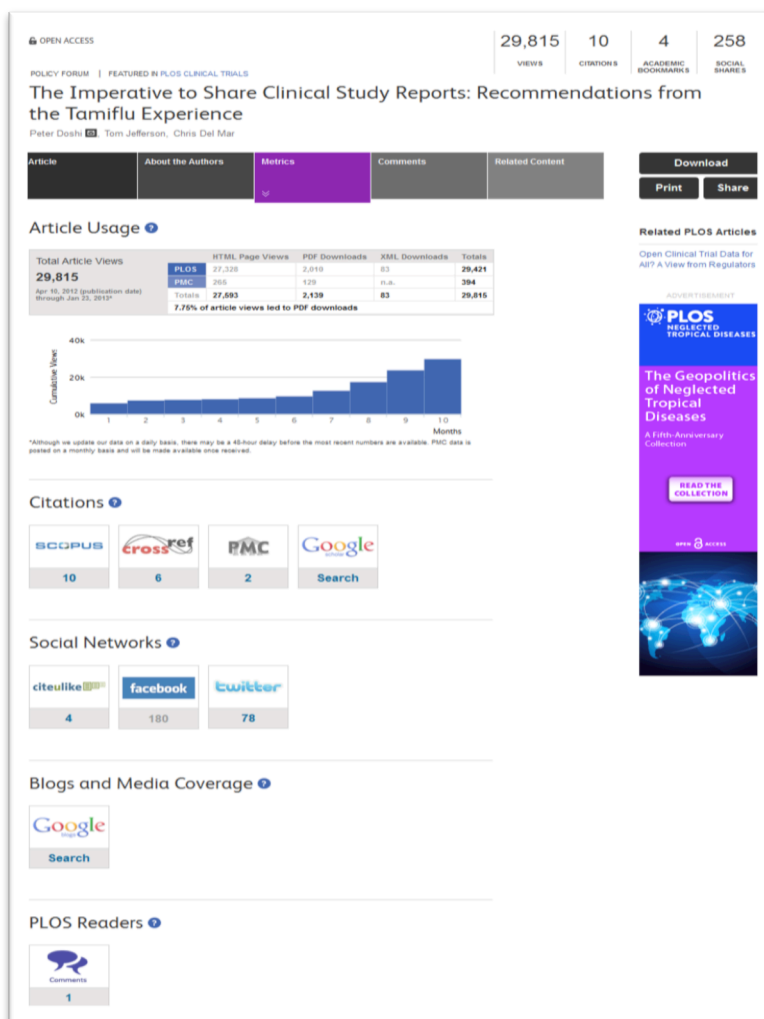 OPEN ACCESS
29,815 10 4 258
VIEWS CITATIONS ACADEMIC BOOKMARKS SOCIAL SHARES
POLICY FORUM | FEATURED IN PLOS CLINICAL TRIALS
The Imperative to Share Clinical Study Reports: Recommendations from
the Tamiflu Experience
Peter Doshi, Tom Jefferson, Chris Del Mar
Article About the Authors Metrics Comments Related Content
Download
Print Share
Article Usage ?
Total Article Views
29,815
Apr 10, 2012 (publication date)
through Jan 23, 2013*
HTML Page Views PDF Downloads XML Downloads Totals
PLOS 27,328 2,010 83 29,421
PMC 265 129 n.a. 394
Totals 27,593 2,139 83 29,815
7.75% of article views led to PDF downloads
Cumulative Views
40k
20k
0k
1 2 3 4 5 6 7 8 9 10
Months
*Although we update our data on a daily basis, there may be a 48-hour delay before the most recent numbers are available. PMC data is
posted on a monthly basis and will be made available once received.
Related PLOS Articles
Open Clinical Trial Data for
All? A View from Regulators
ADVERTISEMENT
PLOS
NEGLECTED
TROPICAL DISEASES
The Geopolitics
of Neglected
Tropical
Diseases
A Fifth-Anniversary
Collection
READ THE
COLLECTION
OPEN ACCESS
Citations ?
SCOPUS crossref PMC Google scholar
10 6 2 Search
Social Networks ?
citeulike facebook twitter
4 180 78
Blogs and Media Coverage ?
Google blogs
Search
PLOS Readers ?
Comments
1